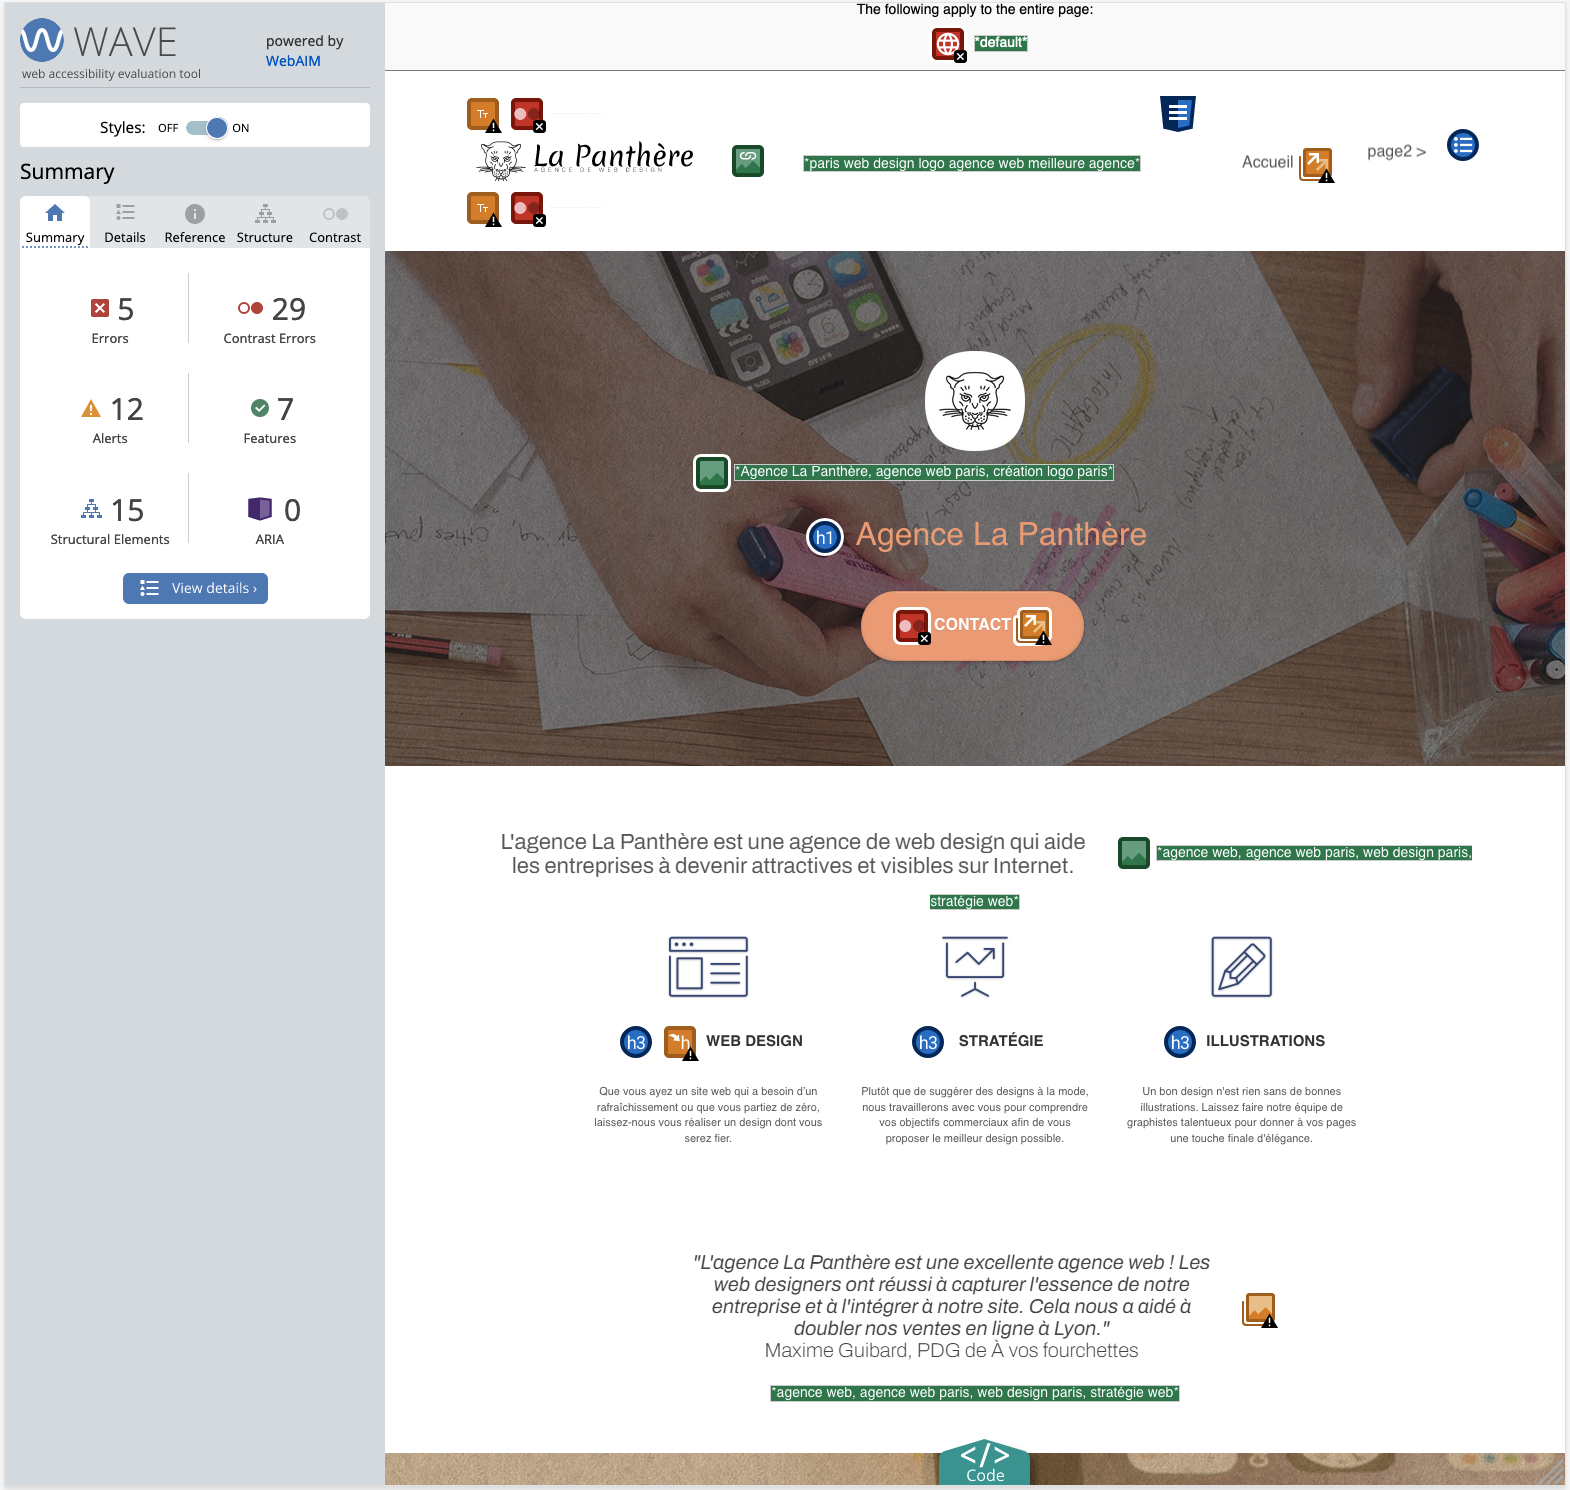 WAVE
powered by
WebAIM
web accessibility evaluation tool
Styles: OFF ON
Summary
Summary
Details
Reference
Structure
Contrast
5
Errors
29
Contrast Errors
12
Alerts
7
Features
15
Structural Elements
0
ARIA
View details ›
The following apply to the entire page:
*default*
La Panthère
AGENCE DE WEB DESIGN
*paris web design logo agence web meilleure agence*
Accueil
page2 >
*Agence La Panthère, agence web paris, création logo paris*
h1 Agence La Panthère
CONTACT
L'agence La Panthère est une agence de web design qui aide
les entreprises à devenir attractives et visibles sur Internet.
*agence web, agence web paris, web design paris,
stratégie web*
h3 h WEB DESIGN
h3 STRATÉGIE
h3 ILLUSTRATIONS
Que vous ayez un site web qui a besoin d'un
rafraîchissement ou que vous partiez de zéro,
laissez-nous vous réaliser un design dont vous
serez fier.
Plutôt que de suggérer des designs à la mode,
nous travaillerons avec vous pour comprendre
vos objectifs commerciaux afin de vous
proposer le meilleur design possible.
Un bon design n'est rien sans de bonnes
illustrations. Laissez faire notre équipe de
graphistes talentueux pour donner à vos pages
une touche finale d'élégance.
"L'agence La Panthère est une excellente agence web ! Les
web designers ont réussi à capturer l'essence de notre
entreprise et à l'intégrer à notre site. Cela nous a aidé à
doubler nos ventes en ligne à Lyon."
Maxime Guibard, PDG de À vos fourchettes
*agence web, agence web paris, web design paris, stratégie web*
</>
Code